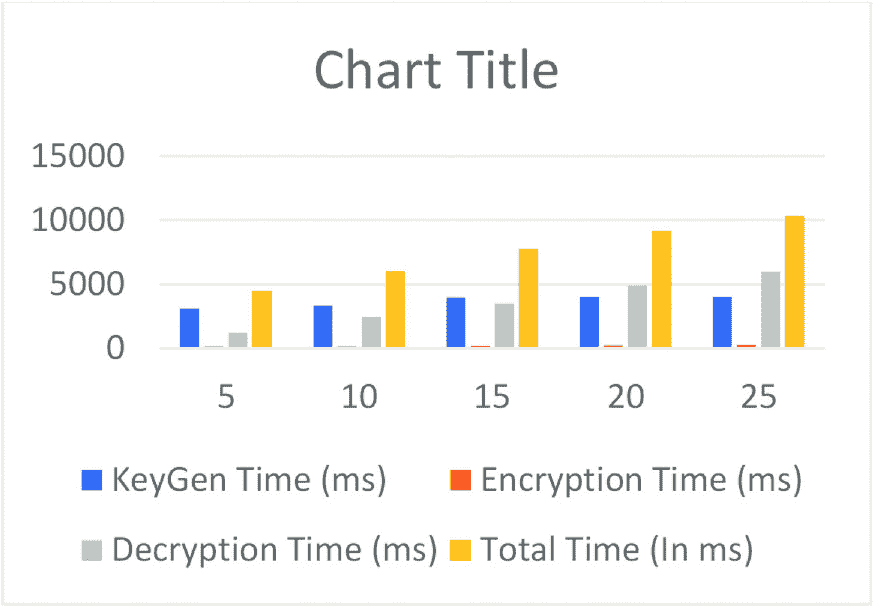 Chart Title
15000
10000
5000
0
5 10 15 20 25
KeyGen Time (ms) Encryption Time (ms)
Decryption Time (ms) Total Time (In ms)